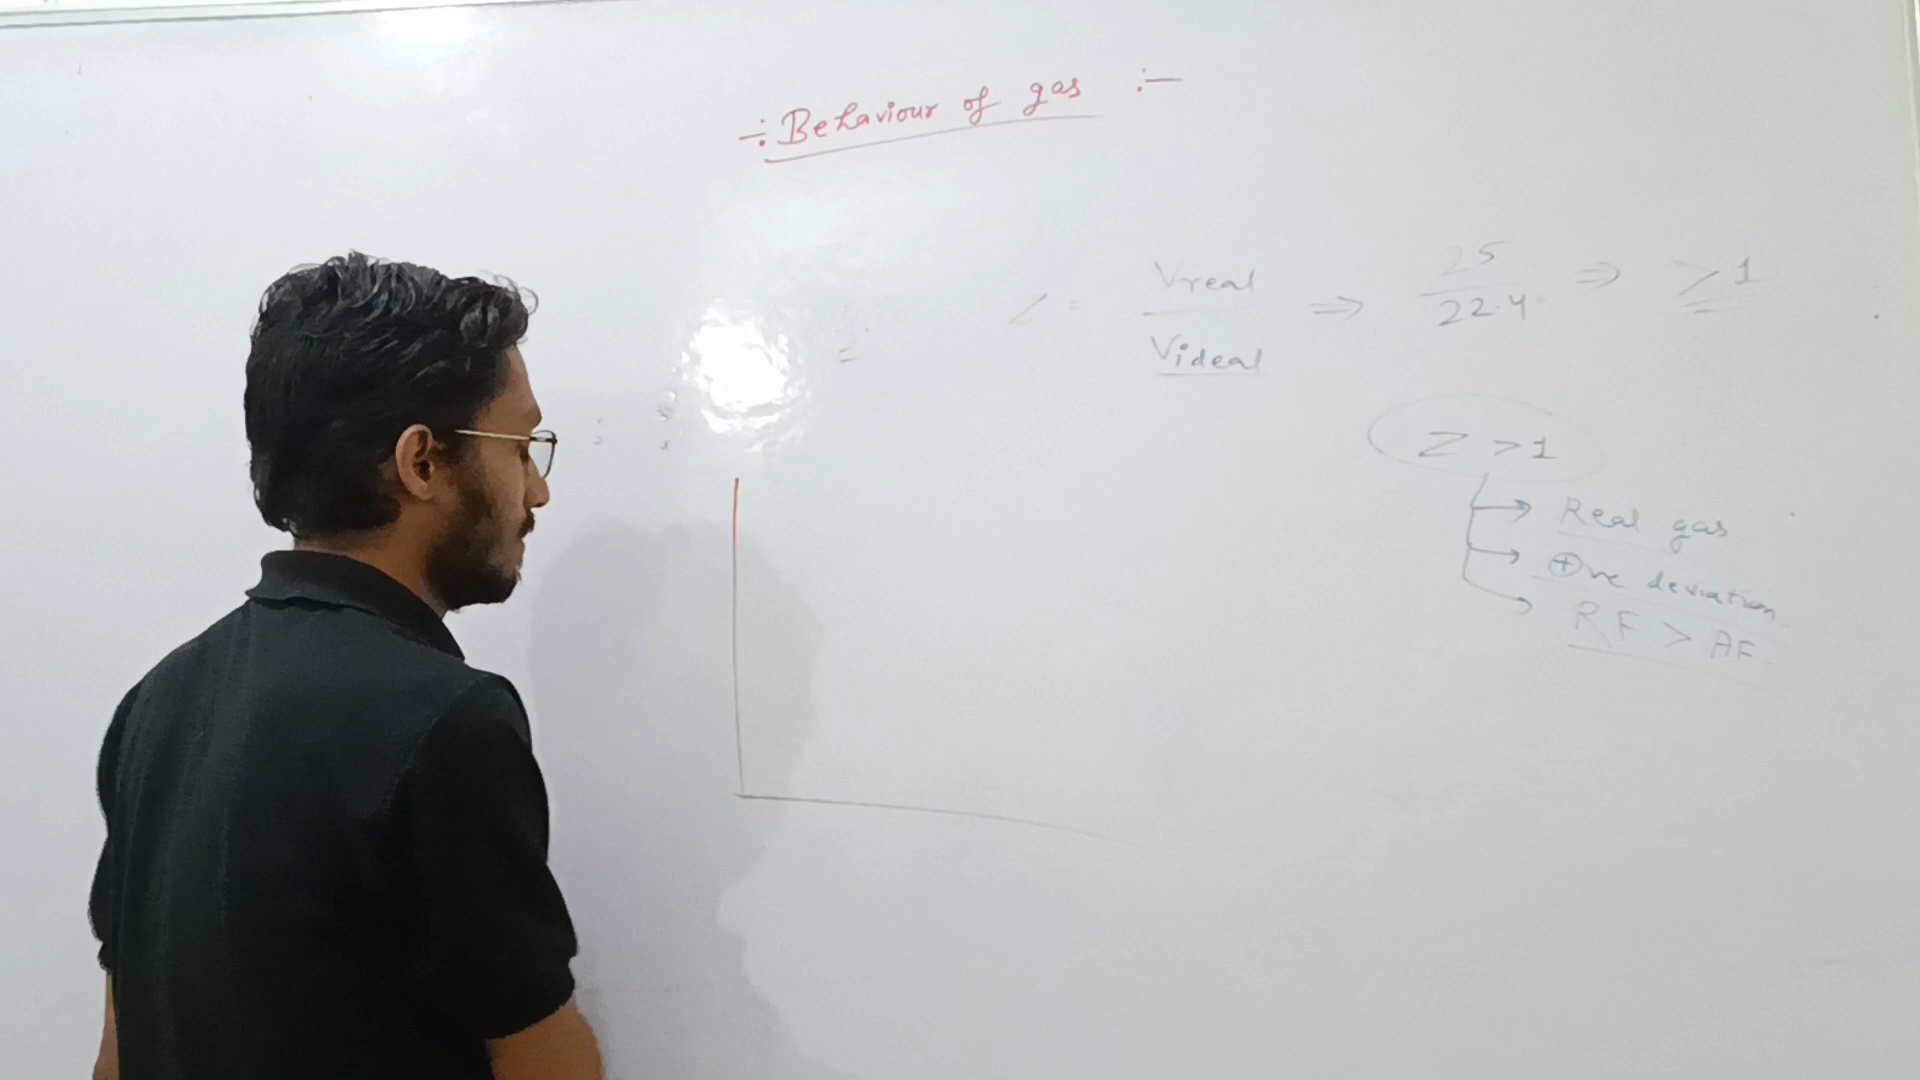 ÷ Behaviour of gas :-
Z = Vreal / Videal ⇒ 25 / 22.4 ⇒ >1
Z >1
→ Real gas
→ ⊕ve deviation
→ RF > AF